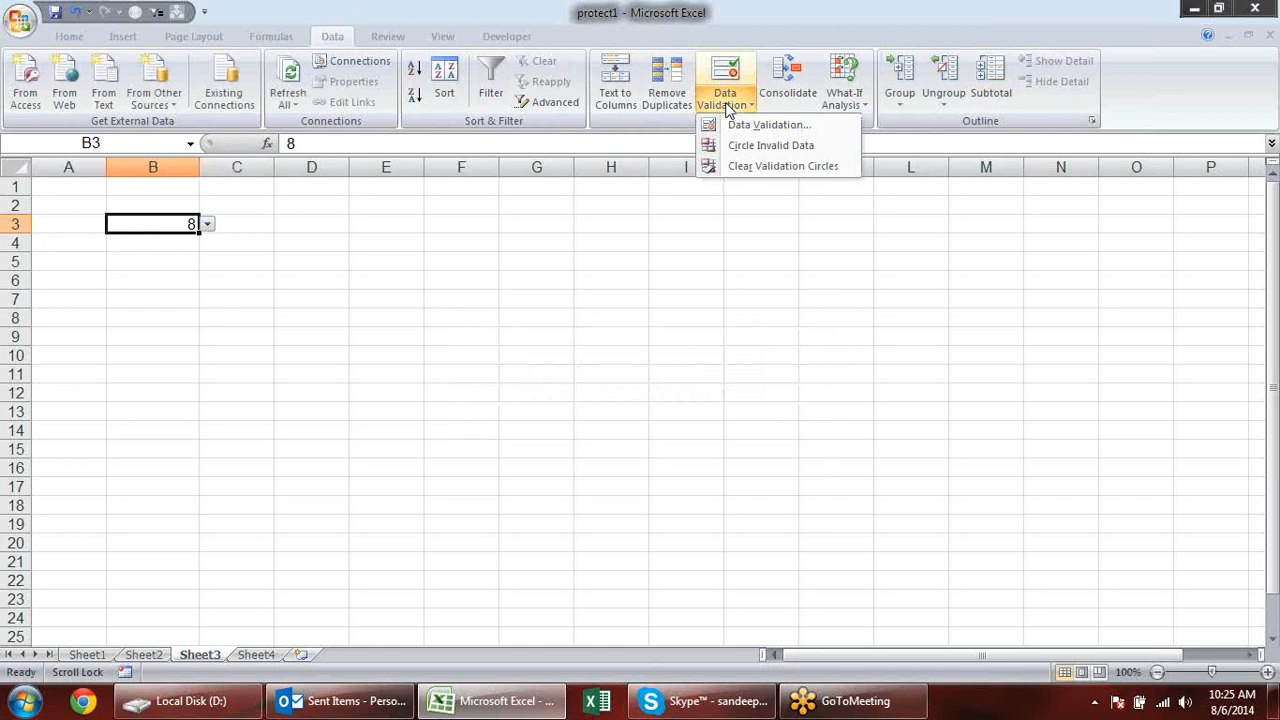 protect1 - Microsoft Excel
Home Insert Page Layout Formulas Data Review View Developer
From Access
From Web
From Text
From Other Sources
Existing Connections
Get External Data
Refresh All
Connections
Properties
Edit Links
Connections
Sort
Filter
Clear
Reapply
Advanced
Sort & Filter
Text to Columns
Remove Duplicates
Data Validation
Consolidate
What-If Analysis
Group
Ungroup
Subtotal
Show Detail
Hide Detail
Outline
Data Validation...
Circle Invalid Data
Clear Validation Circles
B3 fx 8
A B C D E F G H I L M N O P
1
2
3 8
4
5
6
7
8
9
10
11
12
13
14
15
16
17
18
19
20
21
22
23
24
25
Sheet1 Sheet2 Sheet3 Sheet4
Ready Scroll Lock 100%
Local Disk (D:) Sent Items - Perso... Microsoft Excel - ... Skype™ - sandeep... GoToMeeting
10:25 AM
8/6/2014